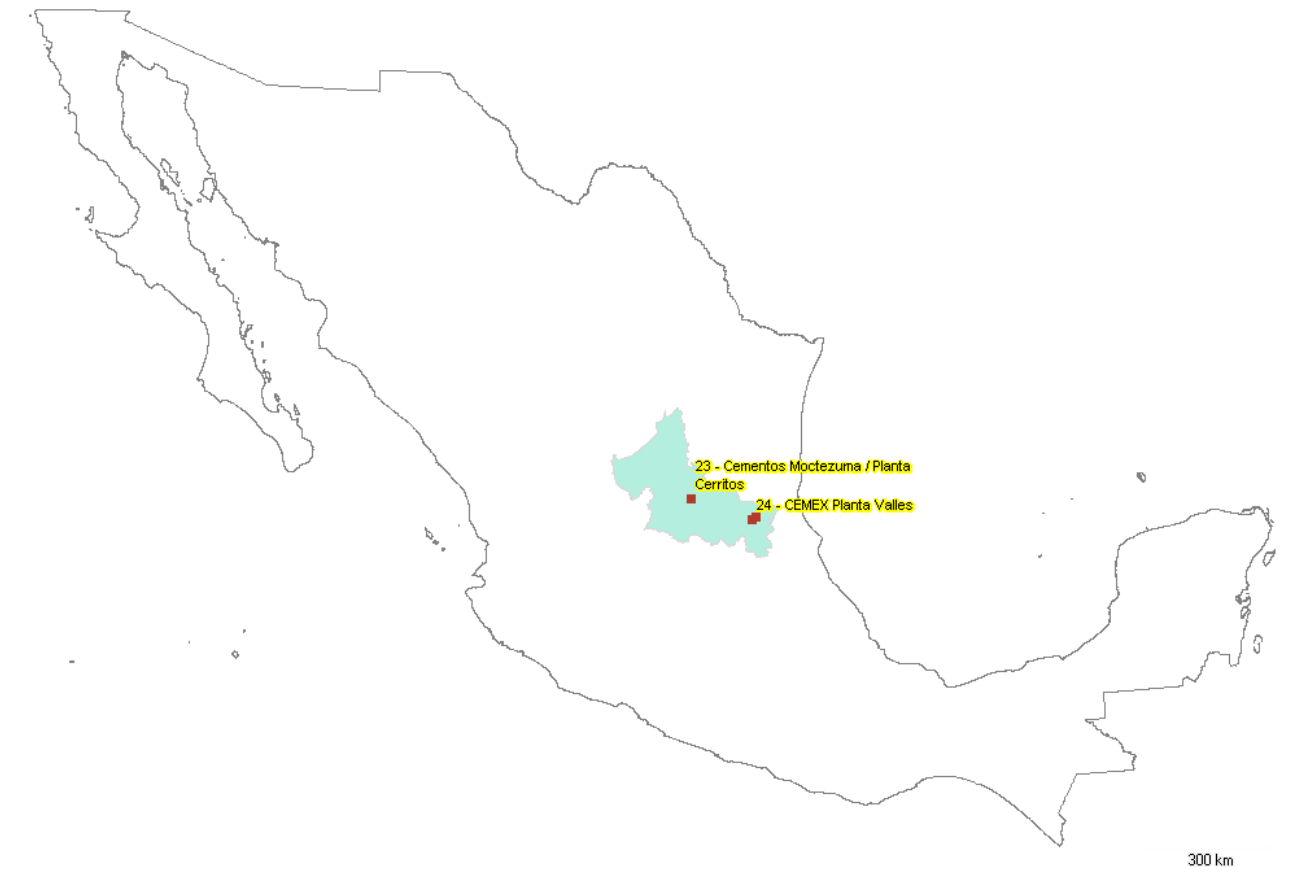 23 - Cementos Moctezuma / Planta
Cerritos
24 - CEMEX Planta Valles
300 km